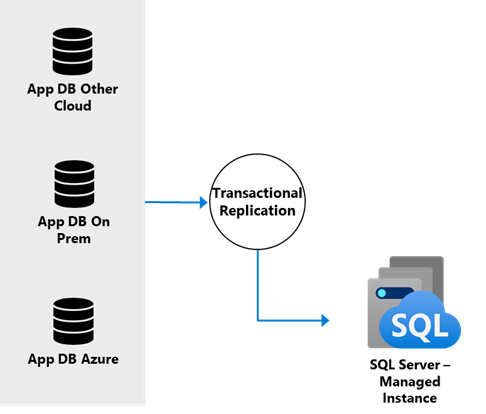 App DB Other
Cloud
App DB On
Prem
App DB Azure
Transactional
Replication
SQL
SQL Server –
Managed
Instance